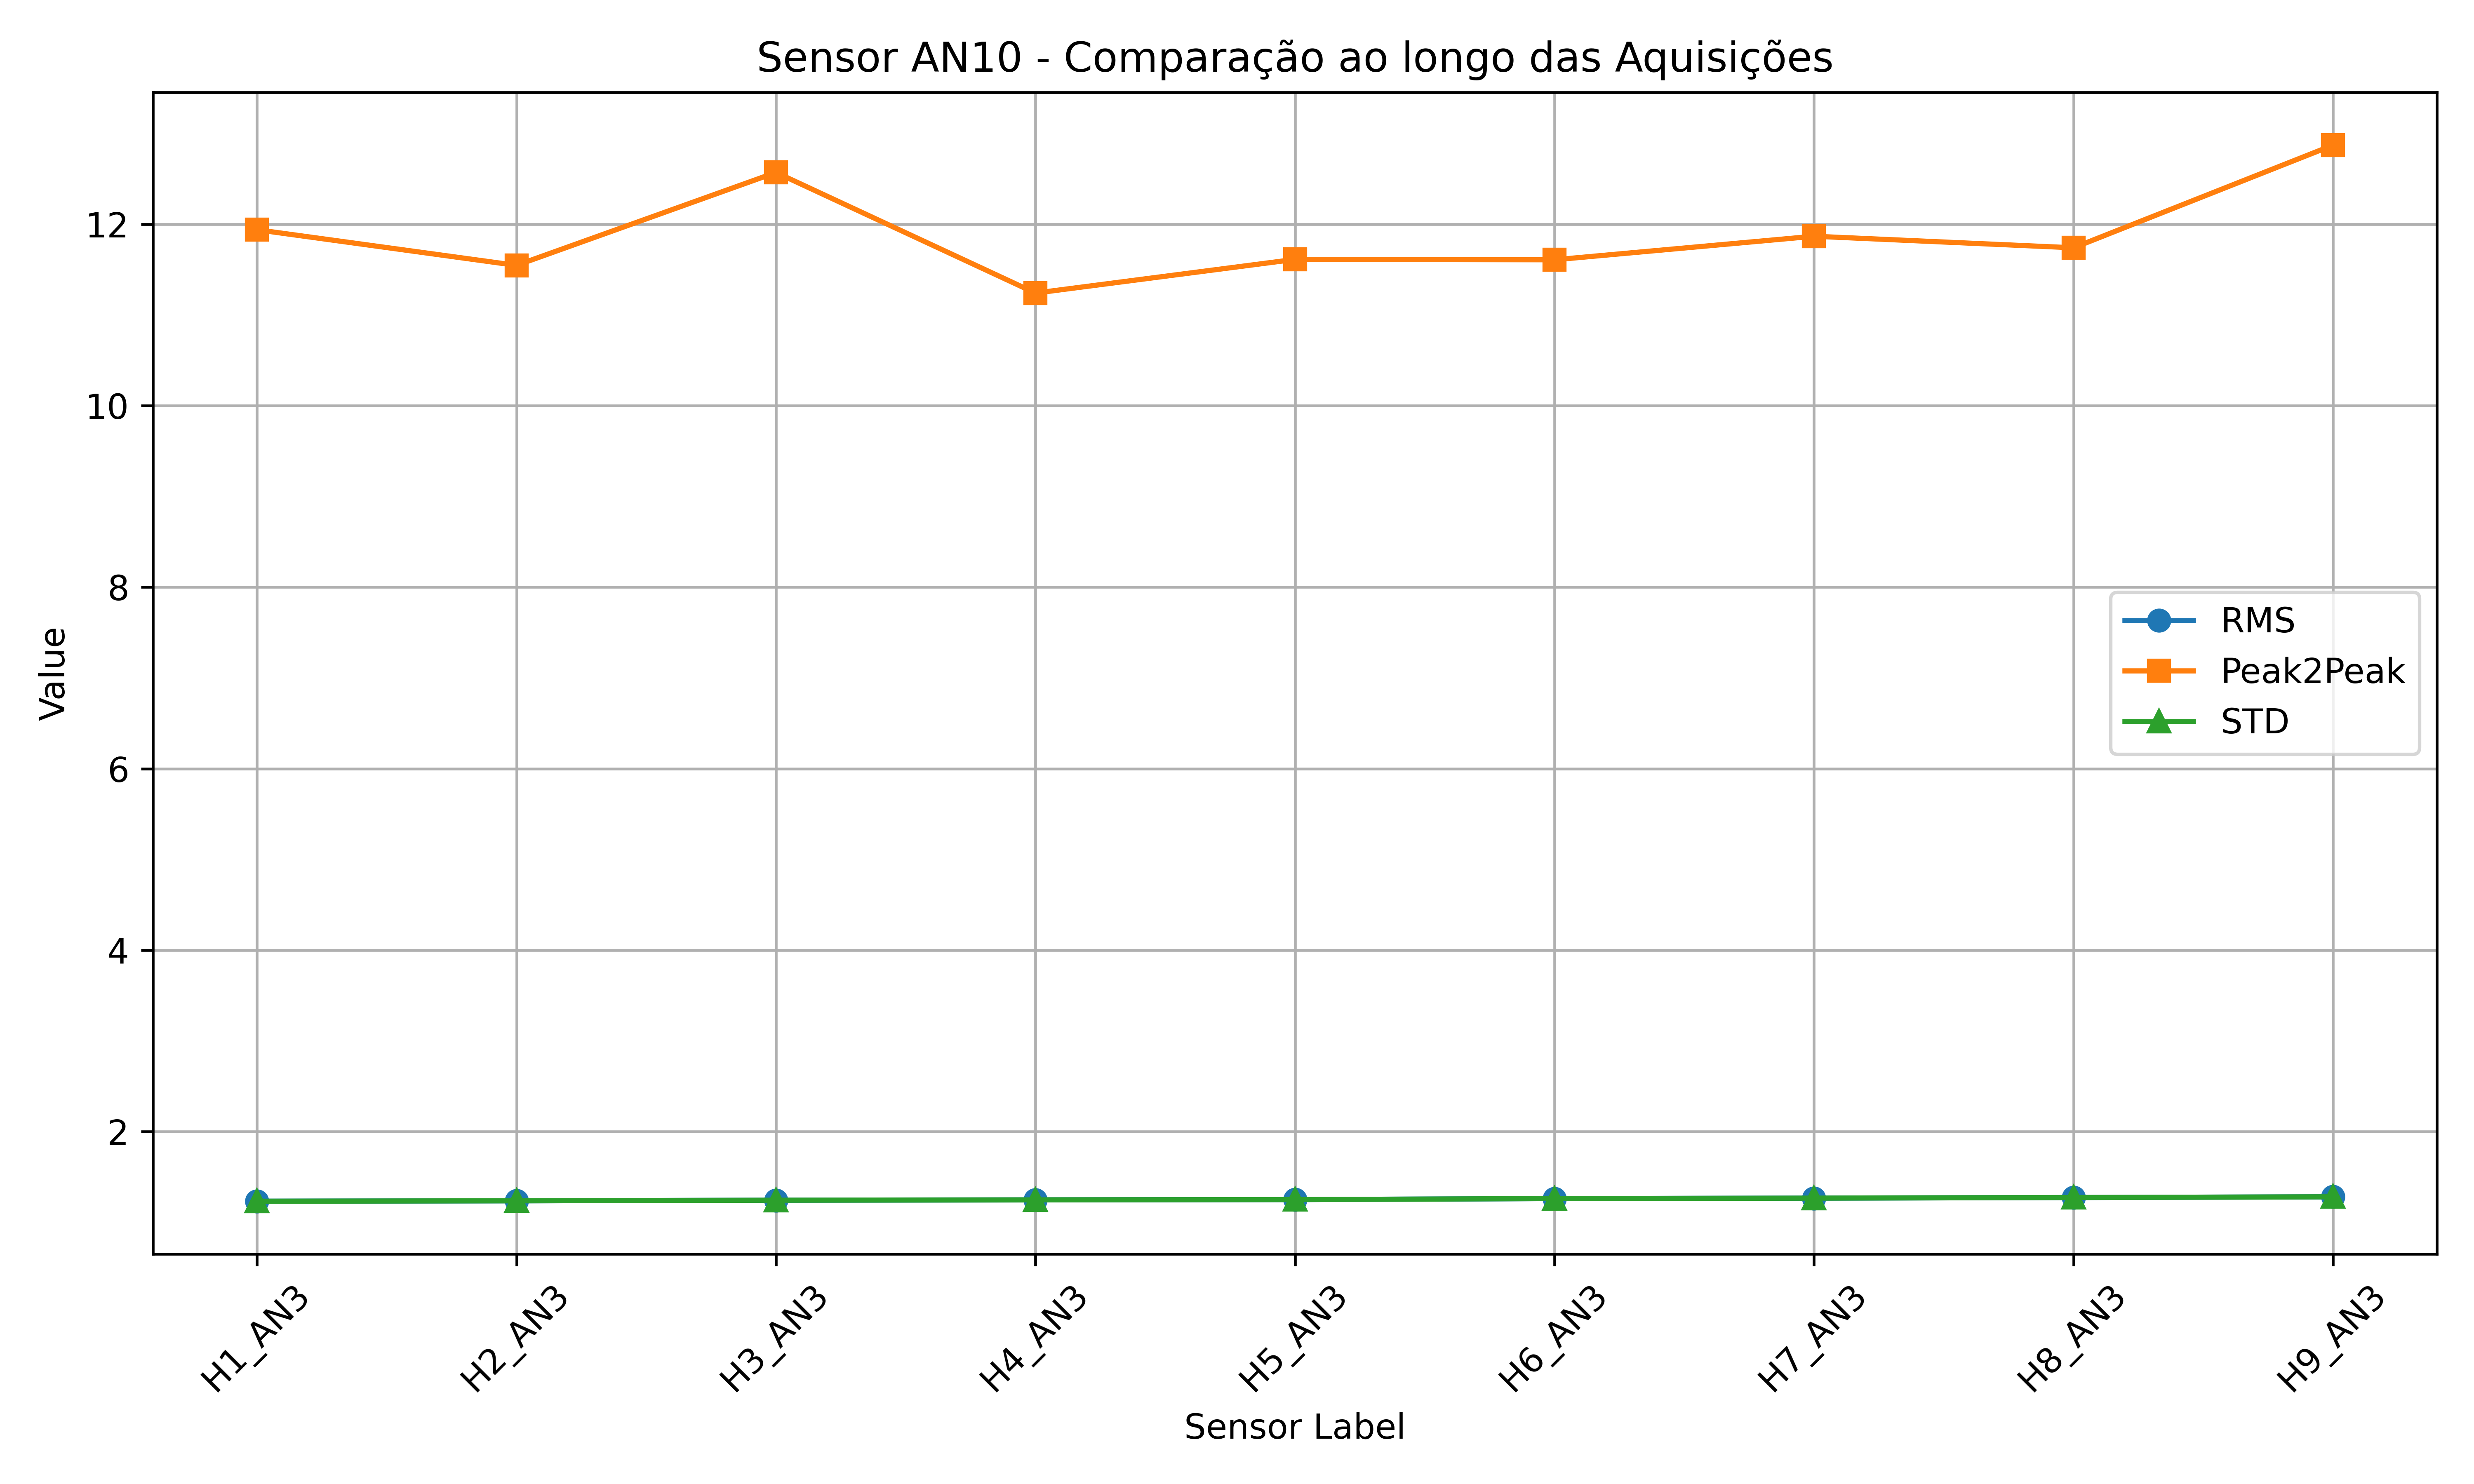 Sensor AN10 - Comparação ao longo das Aquisições
Value
12
10
8
6
4
2
RMS
Peak2Peak
STD
H1_AN3
H2_AN3
H3_AN3
H4_AN3
H5_AN3
H6_AN3
H7_AN3
H8_AN3
H9_AN3
Sensor Label